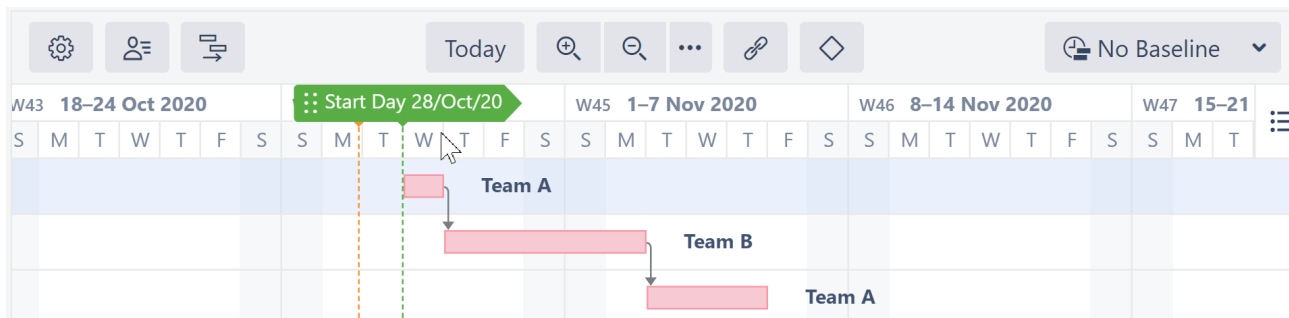 Today No Baseline
W43 18–24 Oct 2020 Start Day 28/Oct/20 W45 1–7 Nov 2020 W46 8–14 Nov 2020 W47 15–21
S M T W T F S S M T W T F S S M T W T F S S M T W T F S S M T
Team A
Team B
Team A